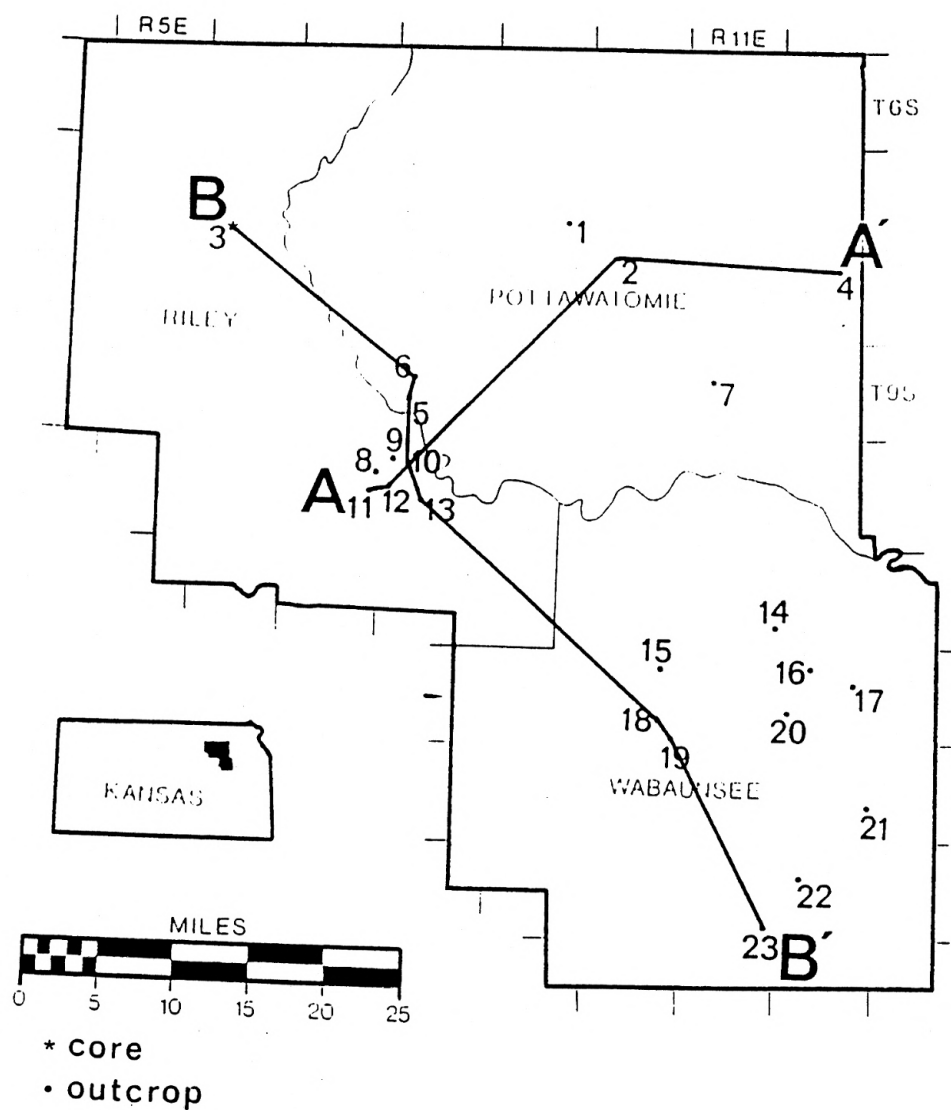 R5E
R11E
T6S
B
3
1
A´
2
4
POTTAWATOMIE
RILEY
6
7
T9S
5
9
8
10
A
11
12
13
14
15
16
17
18
20
19
WABAUNSEE
KANSAS
21
22
23
B´
MILES
0 5 10 15 20 25
* core
• outcrop